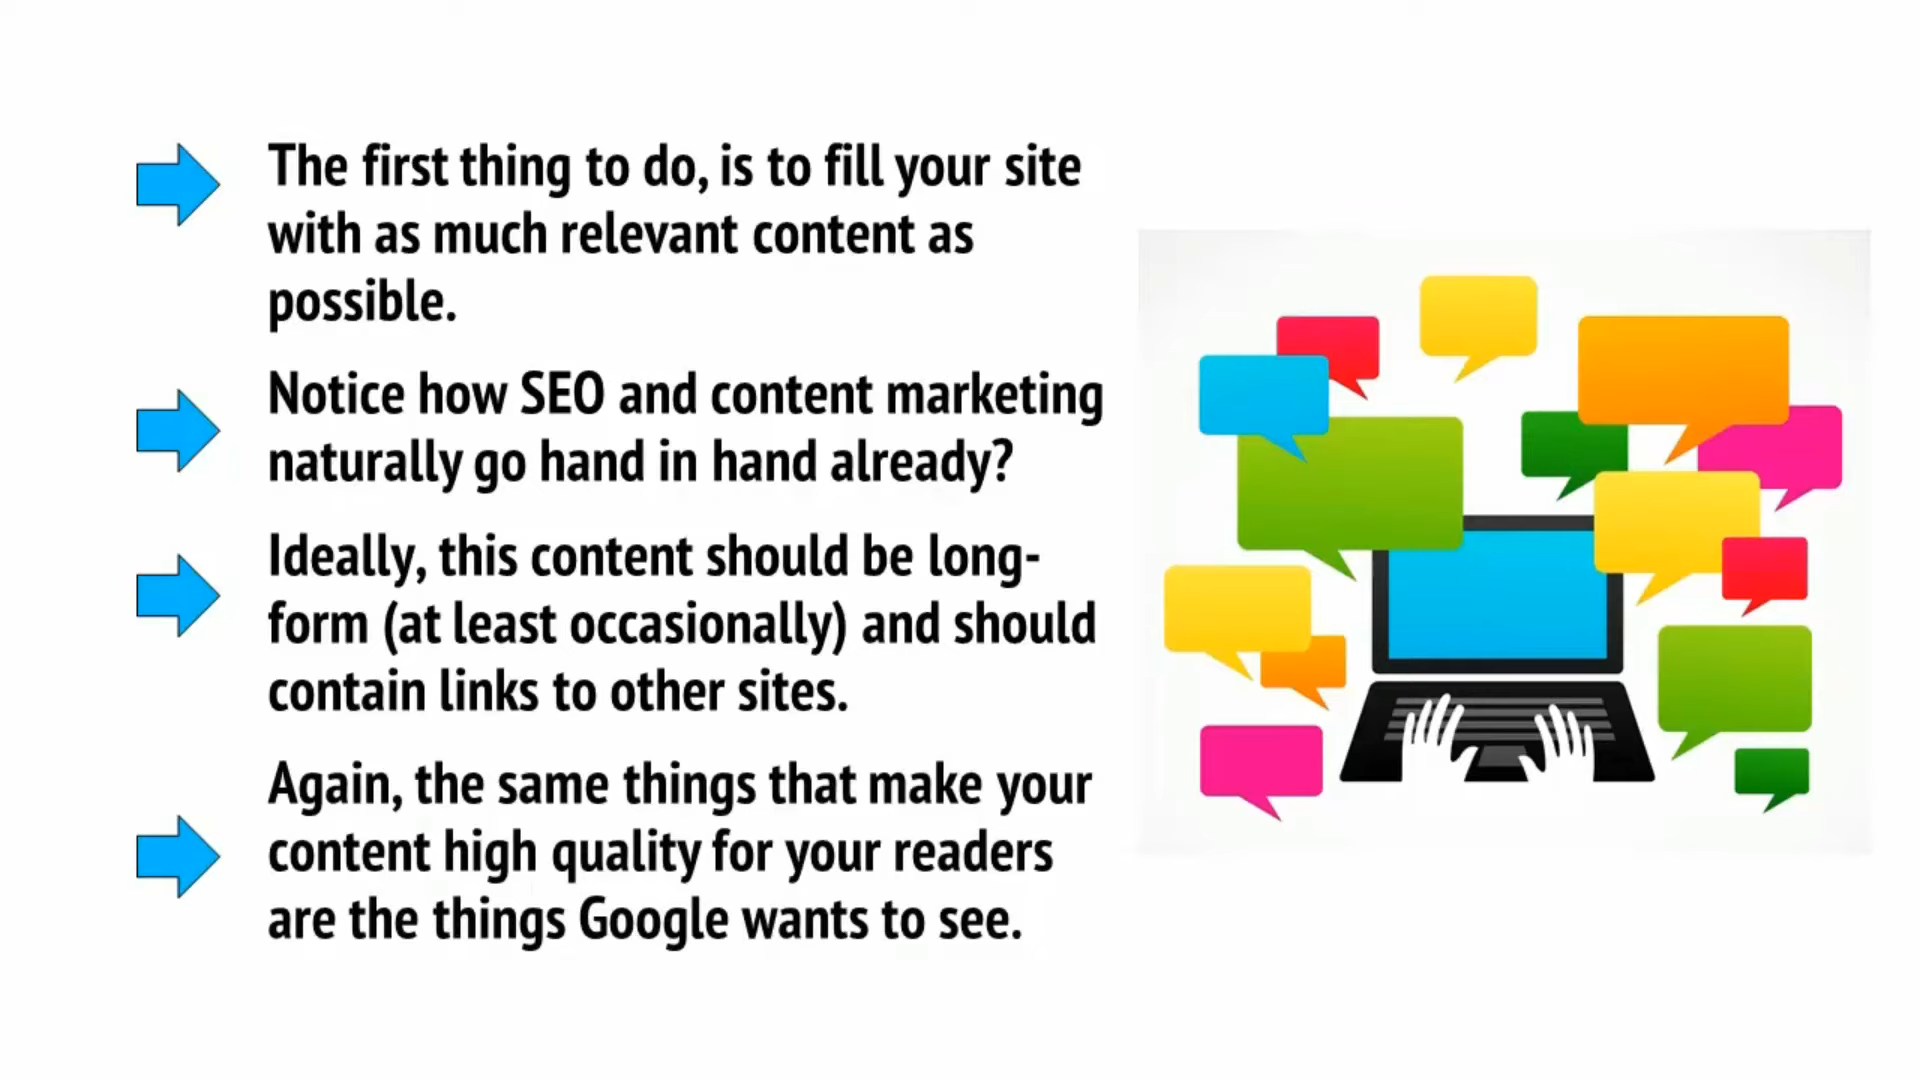 The first thing to do, is to fill your site
with as much relevant content as
possible.
Notice how SEO and content marketing
naturally go hand in hand already?
Ideally, this content should be long-
form (at least occasionally) and should
contain links to other sites.
Again, the same things that make your
content high quality for your readers
are the things Google wants to see.